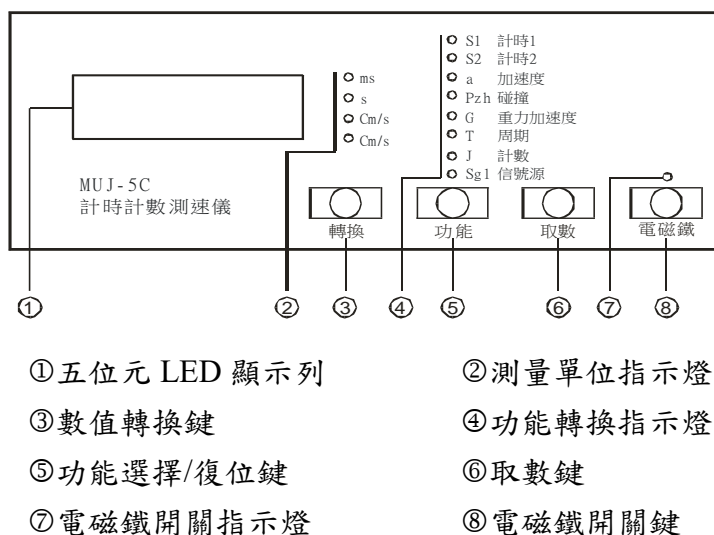 S1 計時1
S2 計時2
a 加速度
Pzh 碰撞
G 重力加速度
T 周期
J 計數
Sgl 信號源
ms
s
Cm/s
Cm/s
MUJ-5C
計時計數測速儀
轉換 功能 取數 電磁鐵
① ② ③ ④ ⑤ ⑥ ⑦ ⑧
①五位元 LED 顯示列 ②測量單位指示燈
③數值轉換鍵 ④功能轉換指示燈
⑤功能選擇/復位鍵 ⑥取數鍵
⑦電磁鐵開關指示燈 ⑧電磁鐵開關鍵